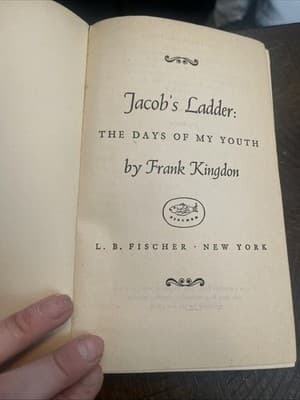 Jacob's Ladder:
THE DAYS OF MY YOUTH
by Frank Kingdon
FISCHER
L. B. FISCHER · NEW YORK